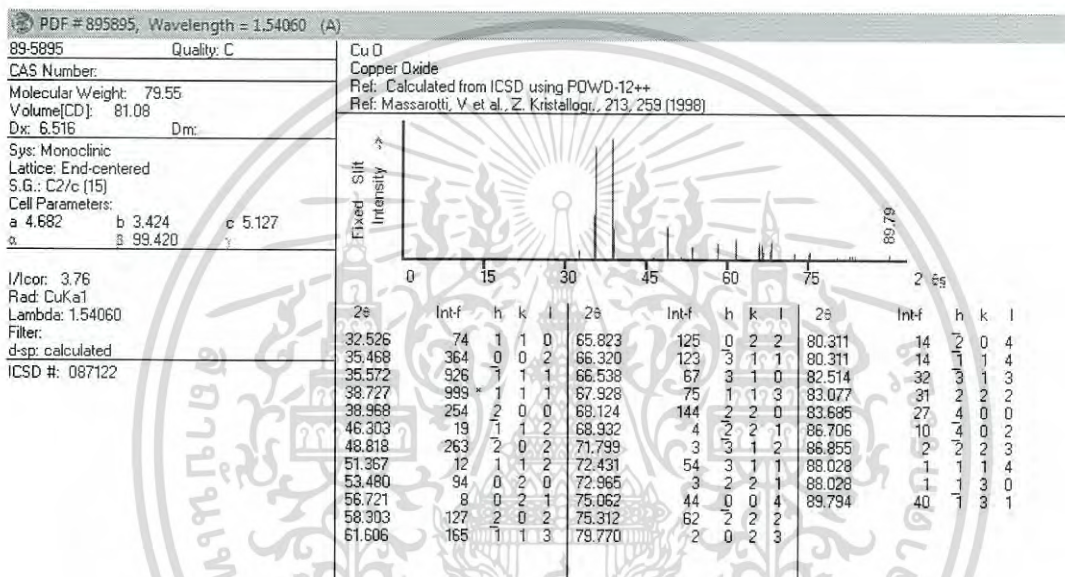 PDF # 895895, Wavelength = 1.54060 (A)
89-5895 Quality: C
CAS Number:
Molecular Weight: 79.55
Volume[CD]: 81.08
Dx: 6.516 Dm:
Sys: Monoclinic
Lattice: End-centered
S.G.: C2/c (15)
Cell Parameters:
a 4.682 b 3.424 c 5.127
α ß 99.420 γ
I/Icor: 3.76
Rad: CuKa1
Lambda: 1.54060
Filter:
d-sp: calculated
ICSD #: 087122
Cu O
Copper Oxide
Ref: Calculated from ICSD using POWD-12++
Ref: Massarotti, V et al., Z. Kristallogr., 213, 259 (1998)
Fixed Slit
Intensity ->
89.79
0 15 30 45 60 75 2 θs
2θ Int-f h k l 2θ Int-f h k l 2θ Int-f h k l
32.526 74 1 1 0 65.823 125 0 2 2 80.311 14 2̅ 0 4
35.468 364 0 0 2 66.320 123 3̅ 1 1 80.311 14 1̅ 1 4
35.572 926 1̅ 1 1 66.538 67 3 1 0 82.514 32 3̅ 1 3
38.727 999 * 1 1 1 67.928 75 1 1 3 83.077 31 2 2 2
38.968 254 2 0 0 68.124 144 2 2 0 83.685 27 4 0 0
46.303 19 1̅ 1 2 68.932 4 2̅ 2 1 86.706 10 4̅ 0 2
48.818 263 2̅ 0 2 71.799 3 3̅ 1 2 86.855 2 2̅ 2 3
51.367 12 1 1 2 72.431 54 3 1 1 88.028 1 1 1 4
53.480 94 0 2 0 72.965 3 2 2 1 88.028 1 1 3 0
56.721 8 0 2 1 75.062 44 0 0 4 89.794 40 1̅ 3 1
58.303 127 2 0 2 75.312 62 2̅ 2 2
61.606 165 1̅ 1 3 79.770 2 0 2 3